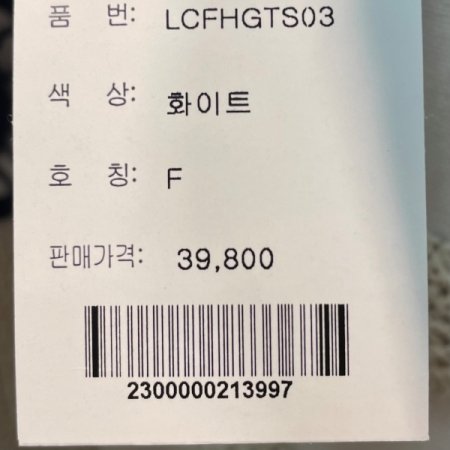 품 번: LCFHGTS03
색 상: 화이트
호 칭: F
판매가격: 39,800
2300000213997